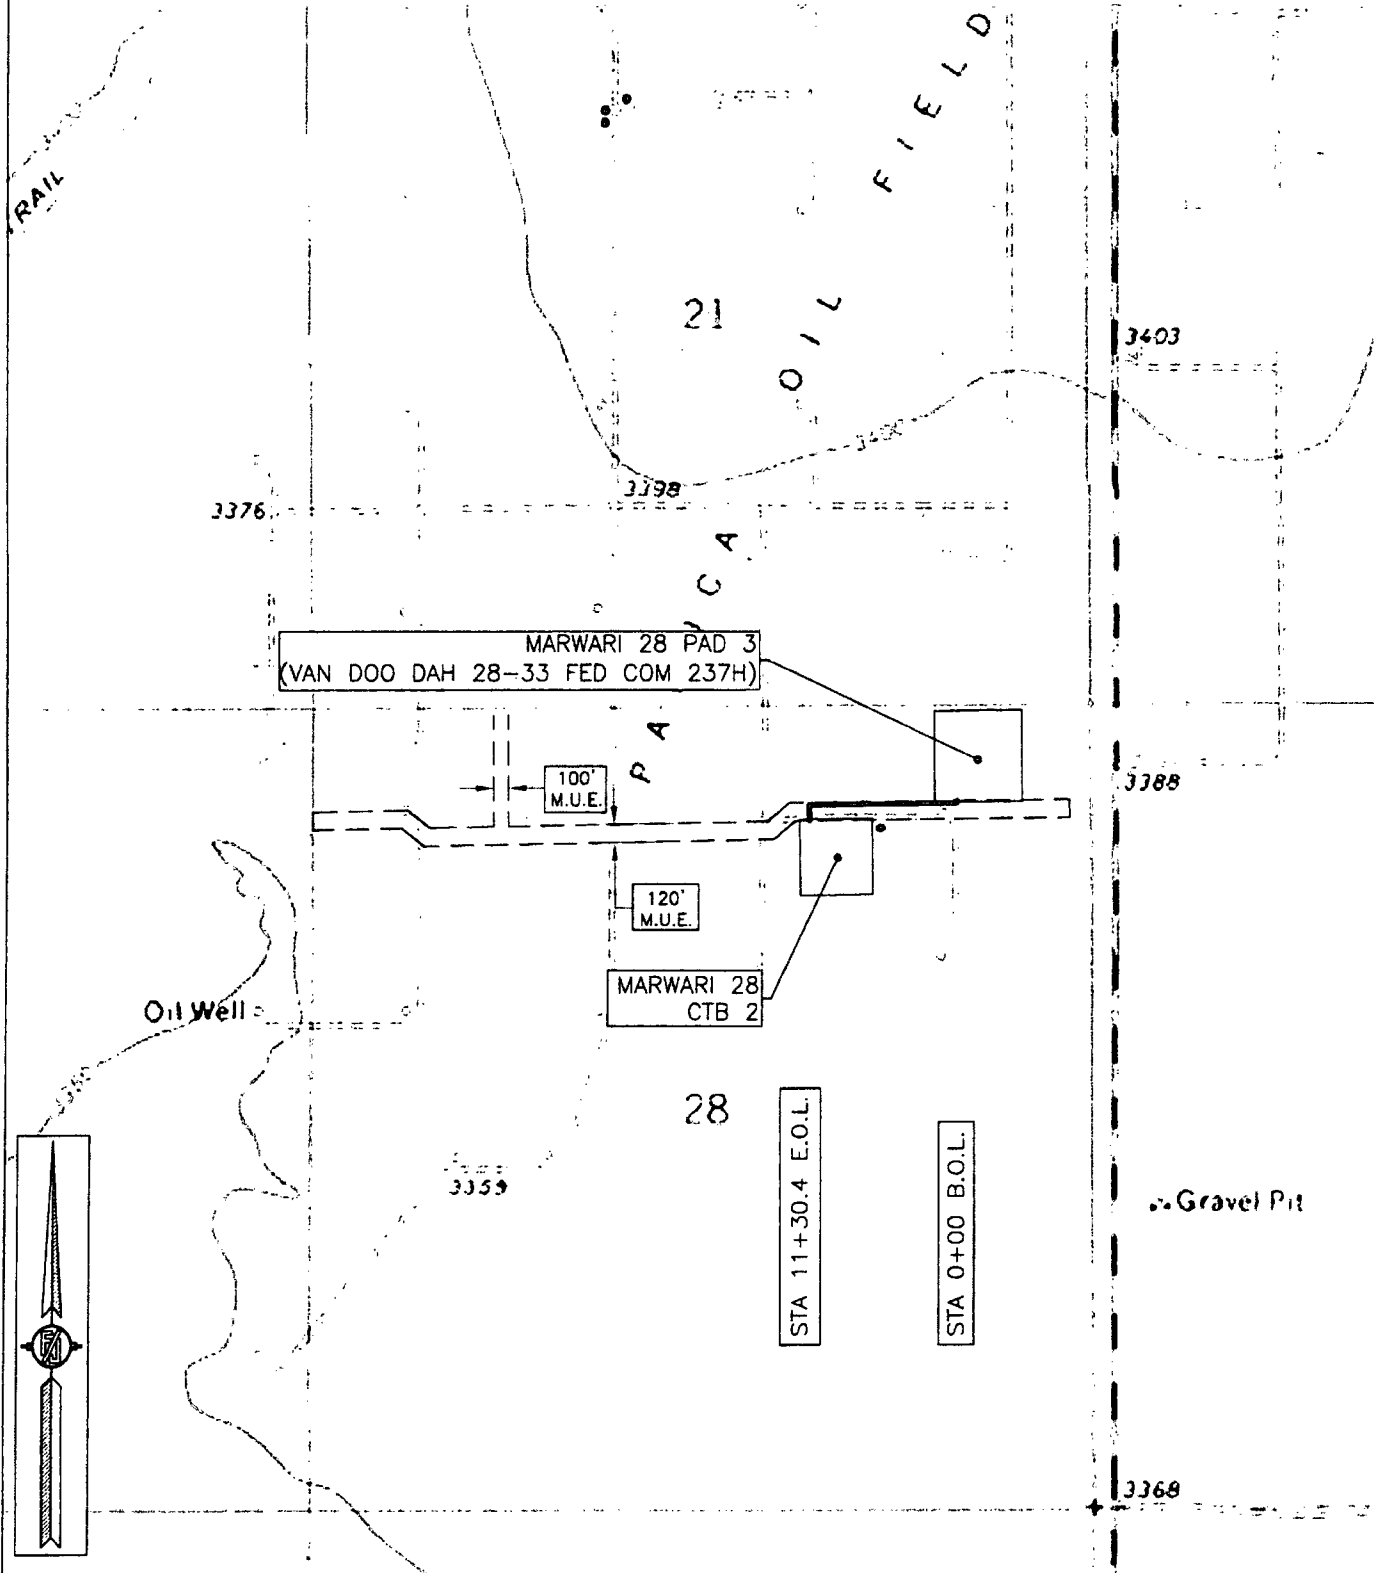 RAIL
OIL FIELD
21
3403
3400
3398
3376
MARWARI 28 PAD 3
(VAN DOO DAH 28-33 FED COM 237H)
100'
M.U.E.
3388
120'
M.U.E.
MARWARI 28
CTB 2
Oil Well
28
3359
STA 11+30.4 E.O.L.
STA 0+00 B.O.L.
Gravel Pit
3368